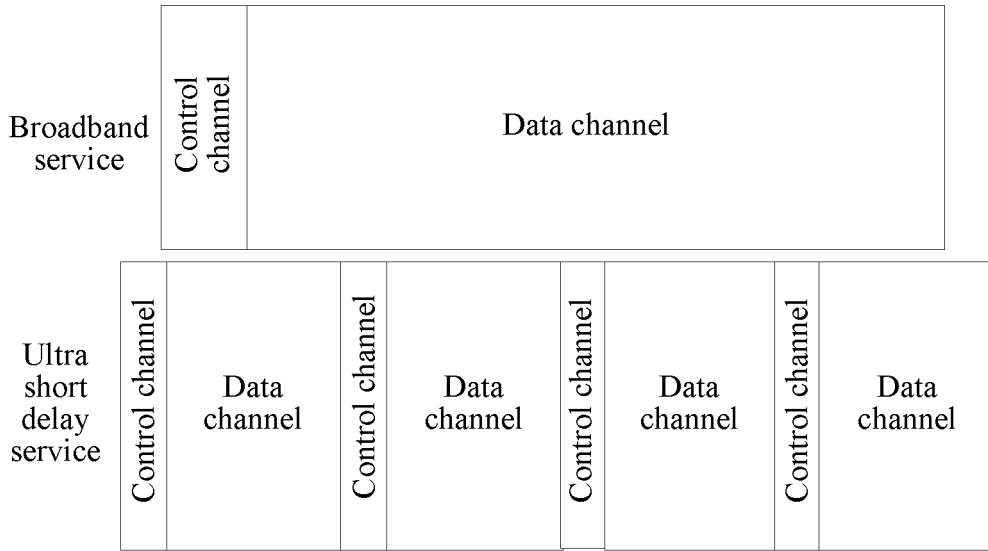 Broadband
service
Control
channel
Data channel
Ultra
short
delay
service
Control channel
Data
channel
Control channel
Data
channel
Control channel
Data
channel
Control channel
Data
channel